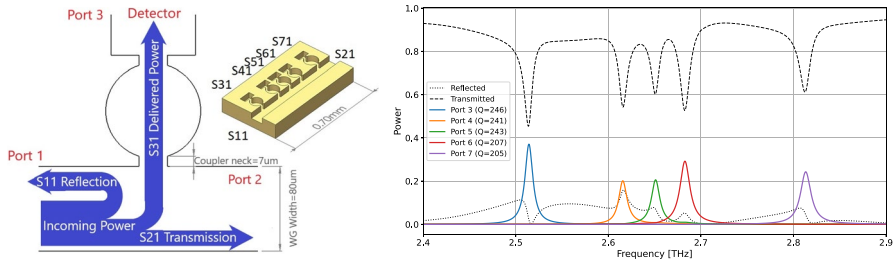 Port 3
Detector
S31 Delivered Power
Port 1
S11 Reflection
Incoming Power
S21 Transmission
Coupler neck=7um
Port 2
WG Width=80um
S71
S61
S51
S41
S31
S21
S11
0.70mm
Power
1.0
0.8
0.6
0.4
0.2
0.0
Reflected
Transmitted
Port 3 (Q=246)
Port 4 (Q=241)
Port 5 (Q=243)
Port 6 (Q=207)
Port 7 (Q=205)
2.4 2.5 2.6 2.7 2.8 2.9
Frequency [THz]